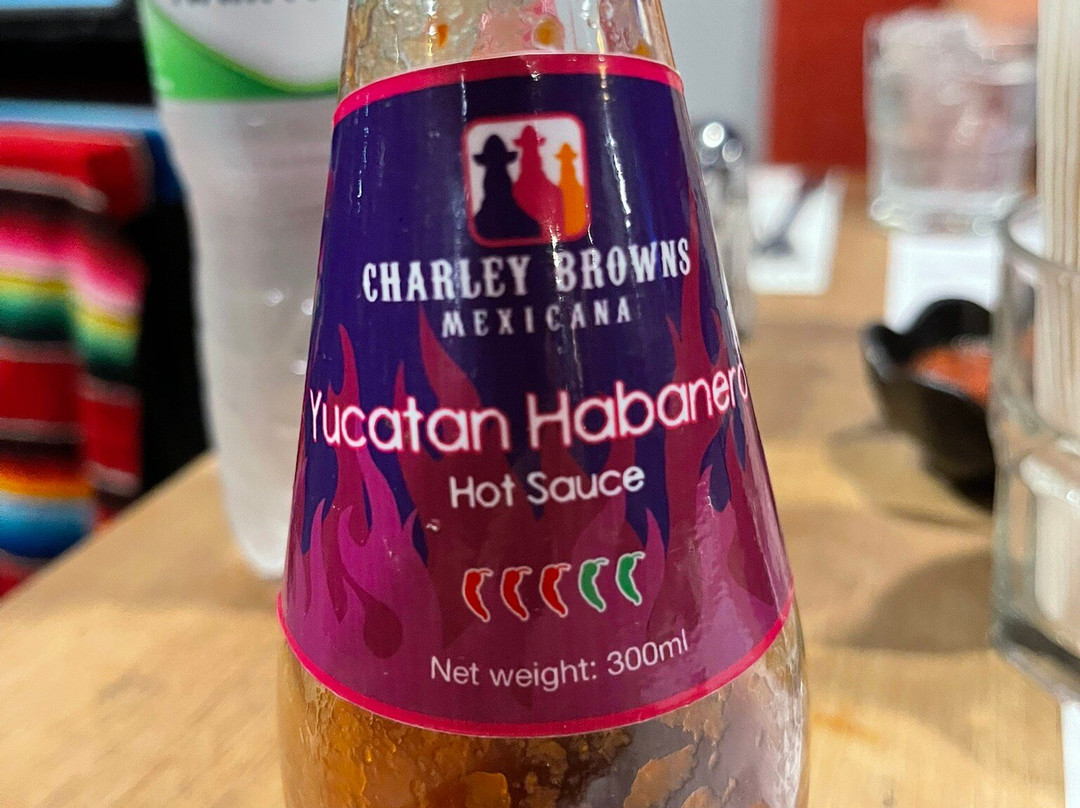 CHARLEY BROWNS
MEXICANA
Yucatan Habanero
Hot Sauce
Net weight: 300ml